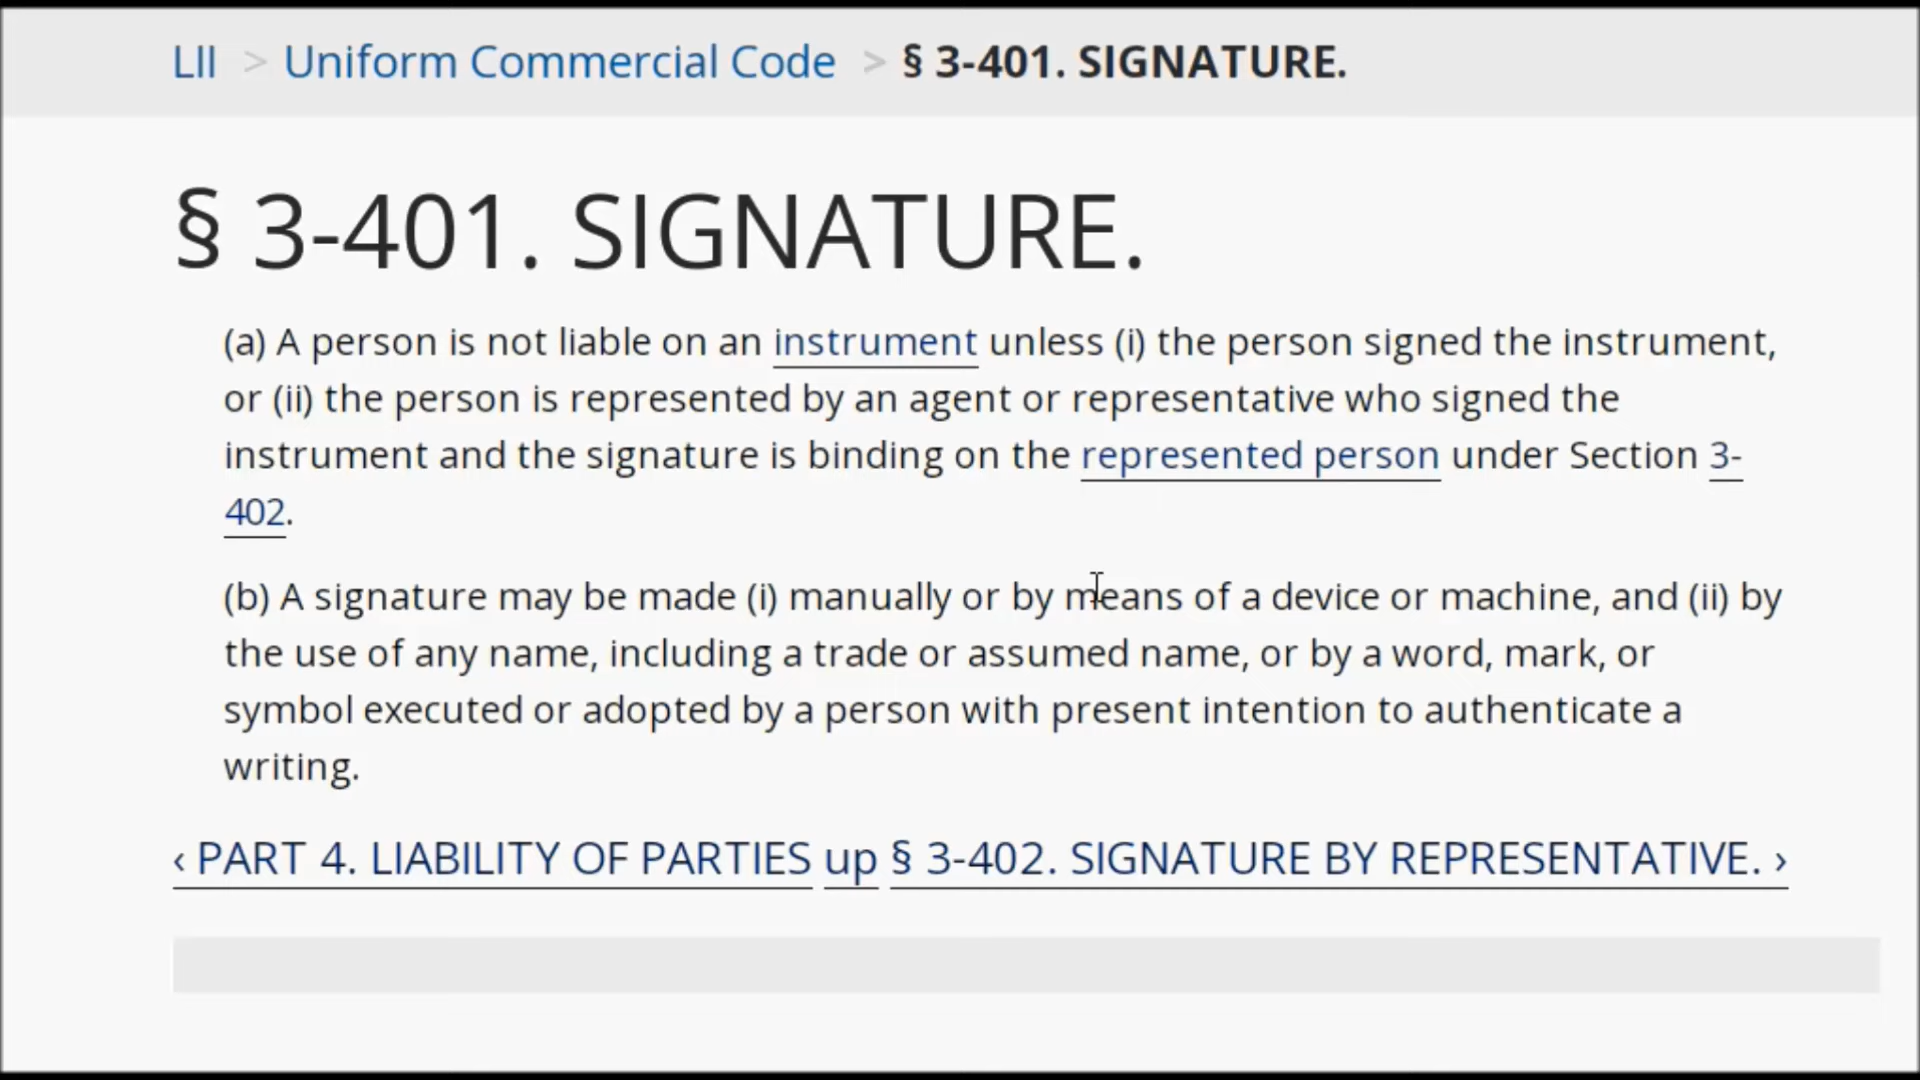 LII > Uniform Commercial Code > § 3-401. SIGNATURE.
§ 3-401. SIGNATURE.
(a) A person is not liable on an instrument unless (i) the person signed the instrument,
or (ii) the person is represented by an agent or representative who signed the
instrument and the signature is binding on the represented person under Section 3-
402.
(b) A signature may be made (i) manually or by means of a device or machine, and (ii) by
the use of any name, including a trade or assumed name, or by a word, mark, or
symbol executed or adopted by a person with present intention to authenticate a
writing.
‹ PART 4. LIABILITY OF PARTIES up § 3-402. SIGNATURE BY REPRESENTATIVE. ›